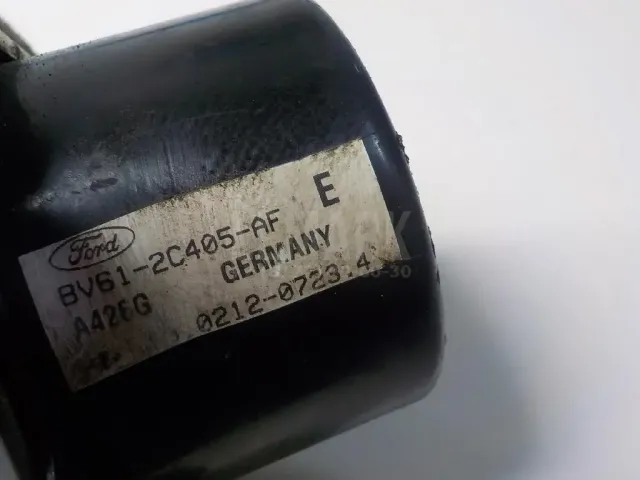 Ford
E
BV61-2C405-AF
GERMANY
A426G
0212-0723.4